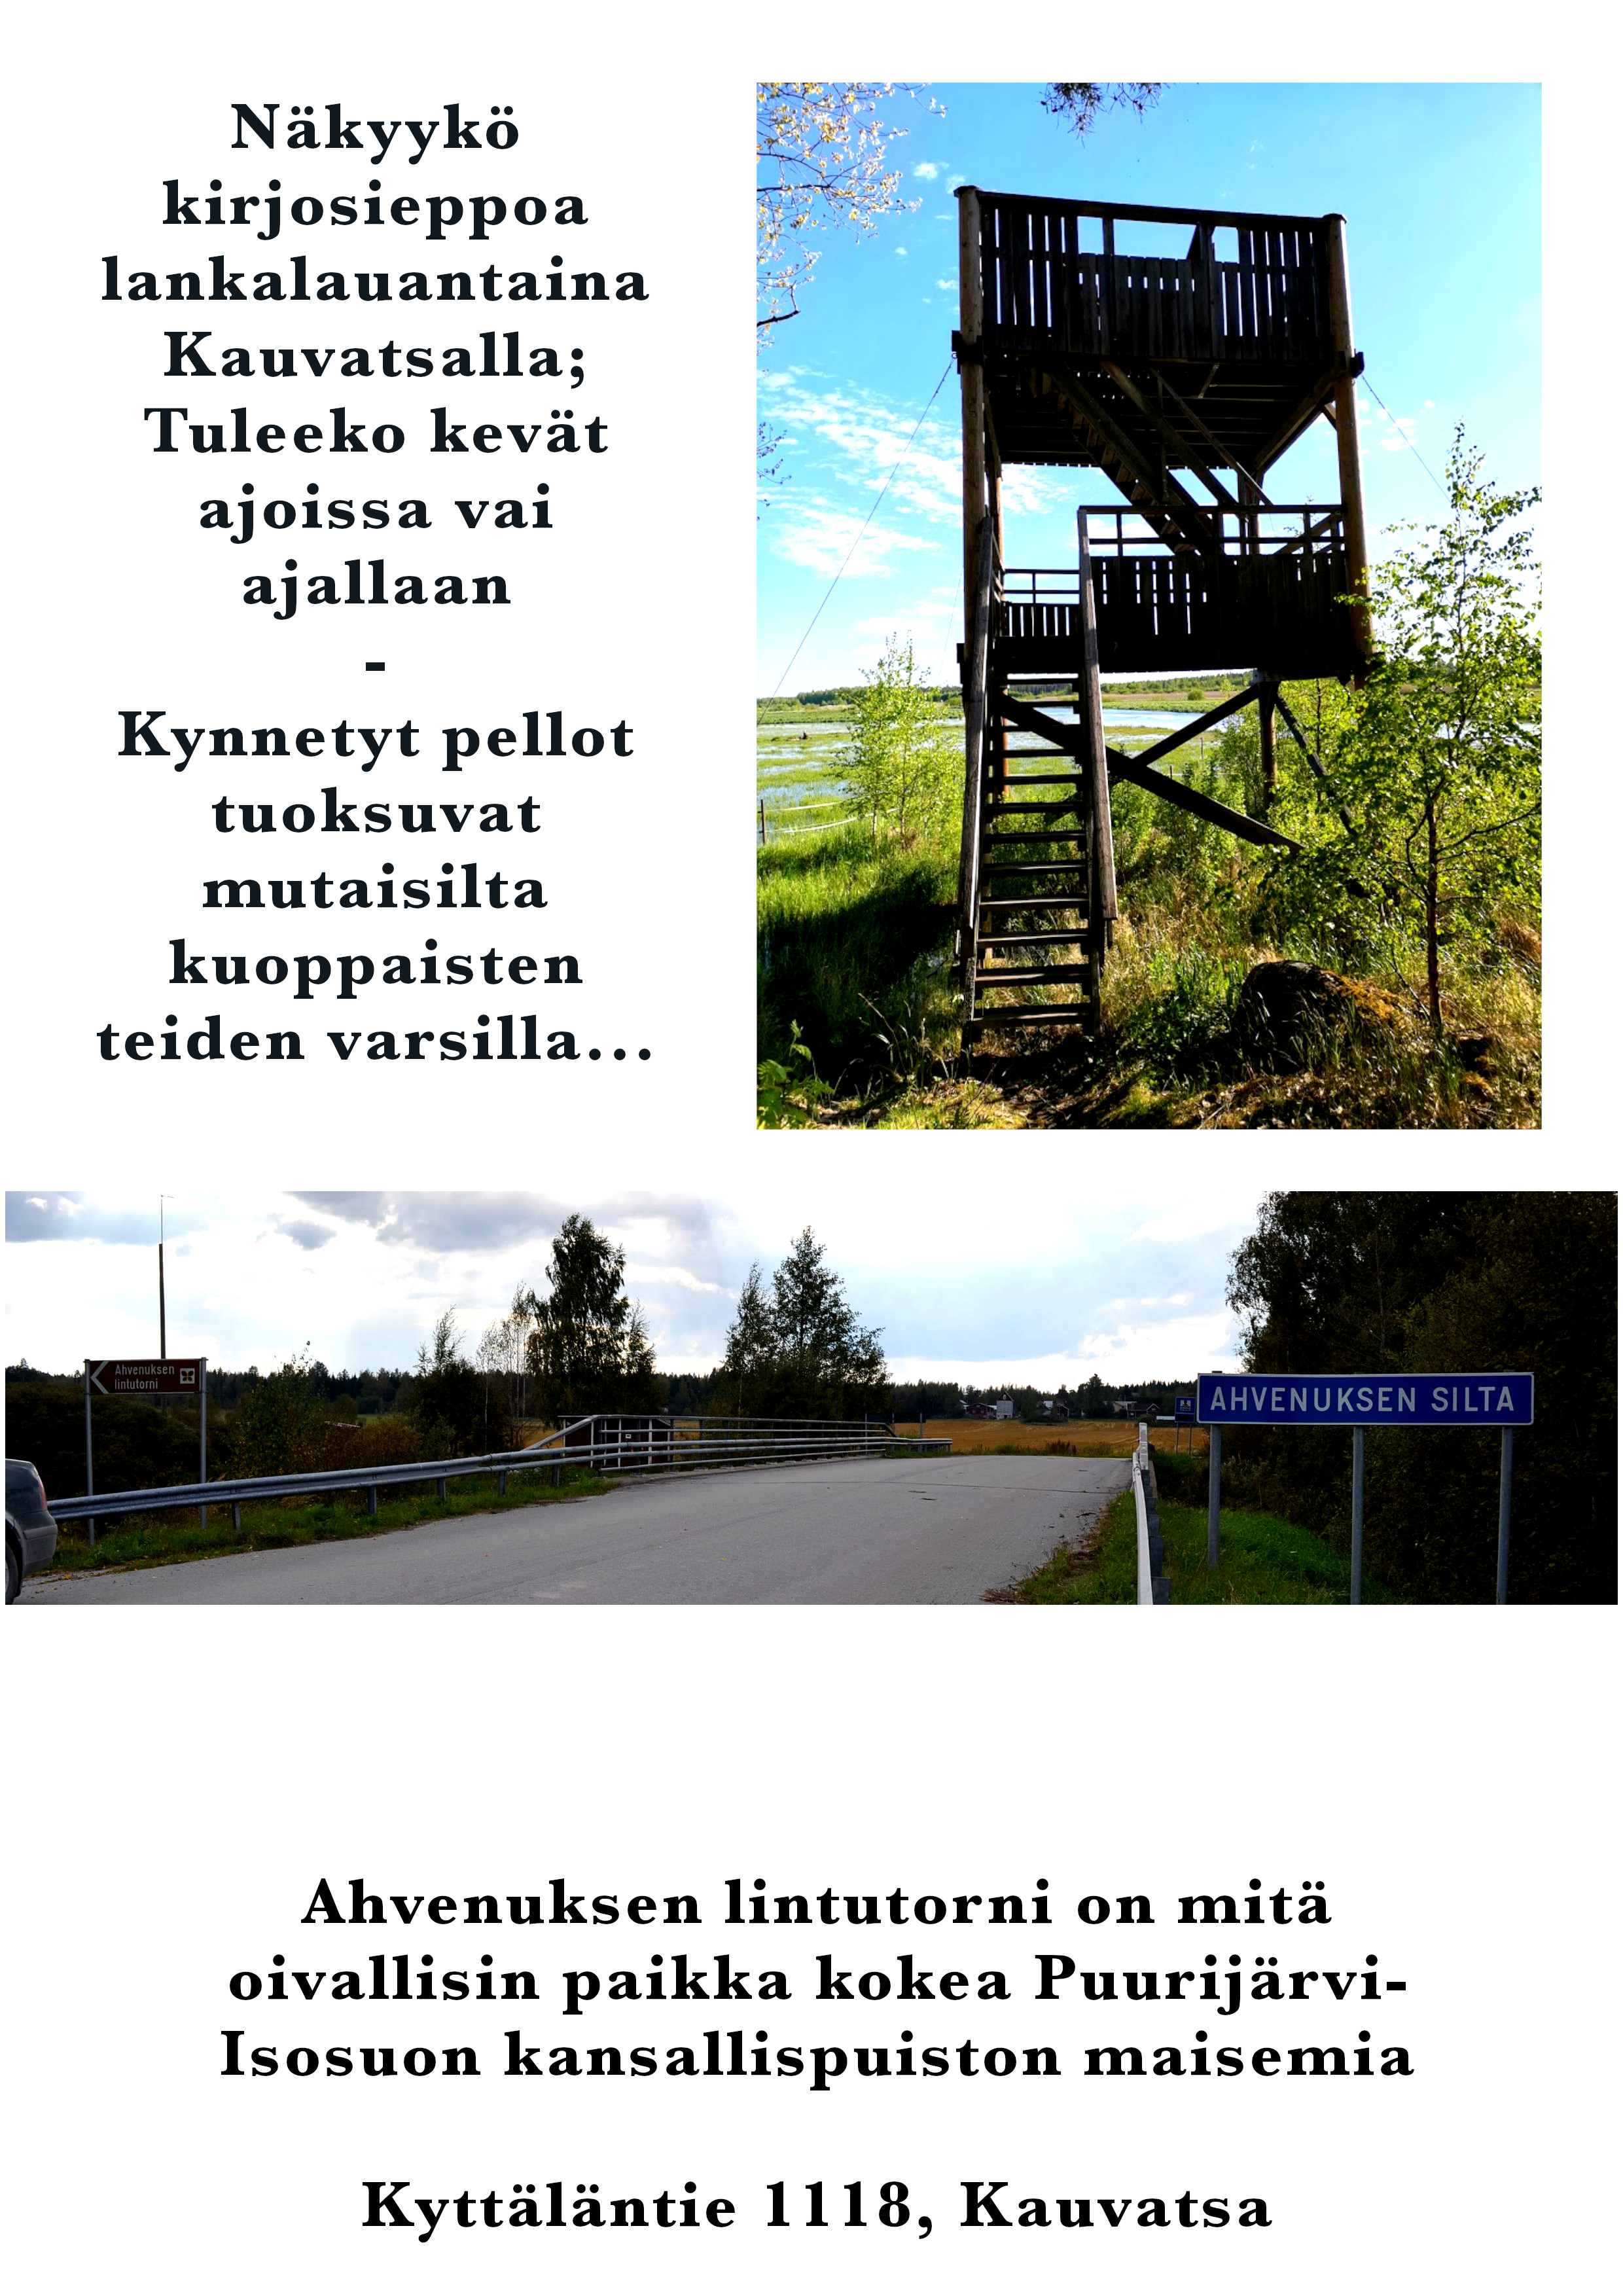 Näkyykö
kirjosieppoa
lankalauantaina
Kauvatsalla;
Tuleeko kevät
ajoissa vai
ajallaan
-
Kynnetyt pellot
tuoksuvat
mutaisilta
kuoppaisten
teiden varsilla...
Ahvenuksen
lintutorni
AHVENUKSEN SILTA
Ahvenuksen lintutorni on mitä
oivallisin paikka kokea Puurijärvi-
Isosuon kansallispuiston maisemia
Kyttäläntie 1118, Kauvatsa